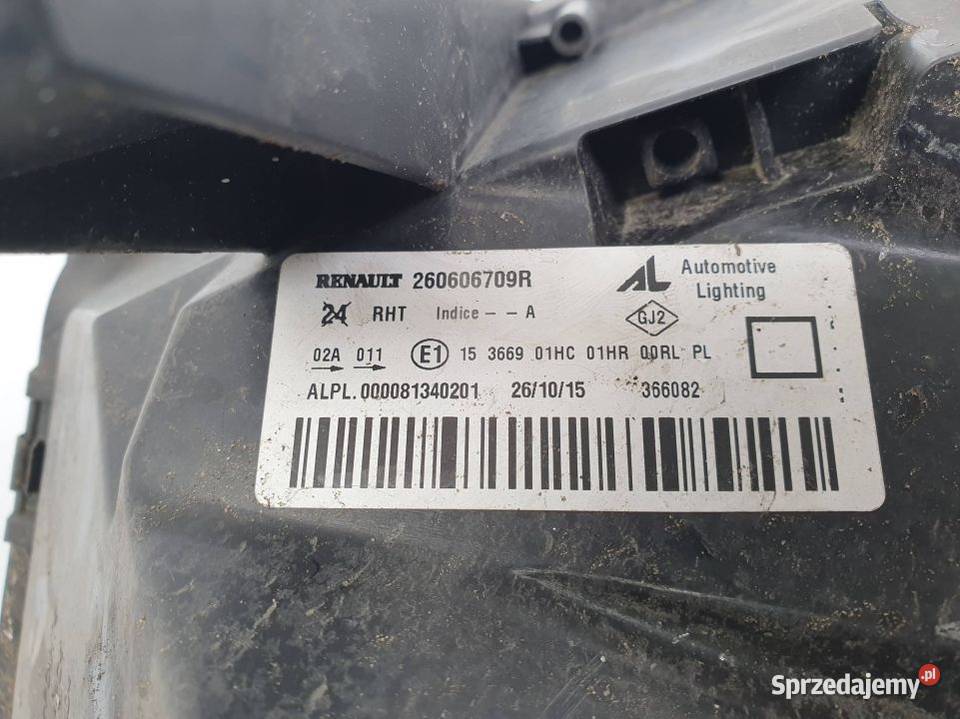 RENAULT 260606709R
AL Automotive Lighting
24 RHT Indice -- A
GJ2
02A 011 E1 15 3669 01HC 01HR 00RL PL
ALPL.000081340201 26/10/15 366082
Sprzedajemy.pl